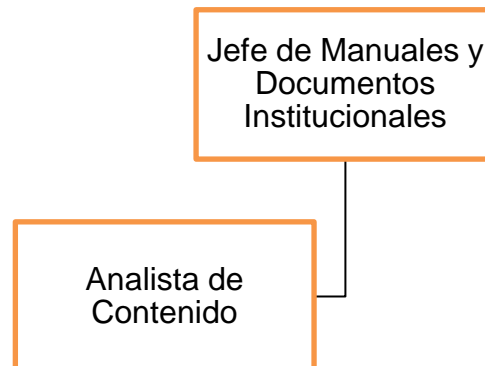 Jefe de Manuales y
Documentos
Institucionales
Analista de
Contenido